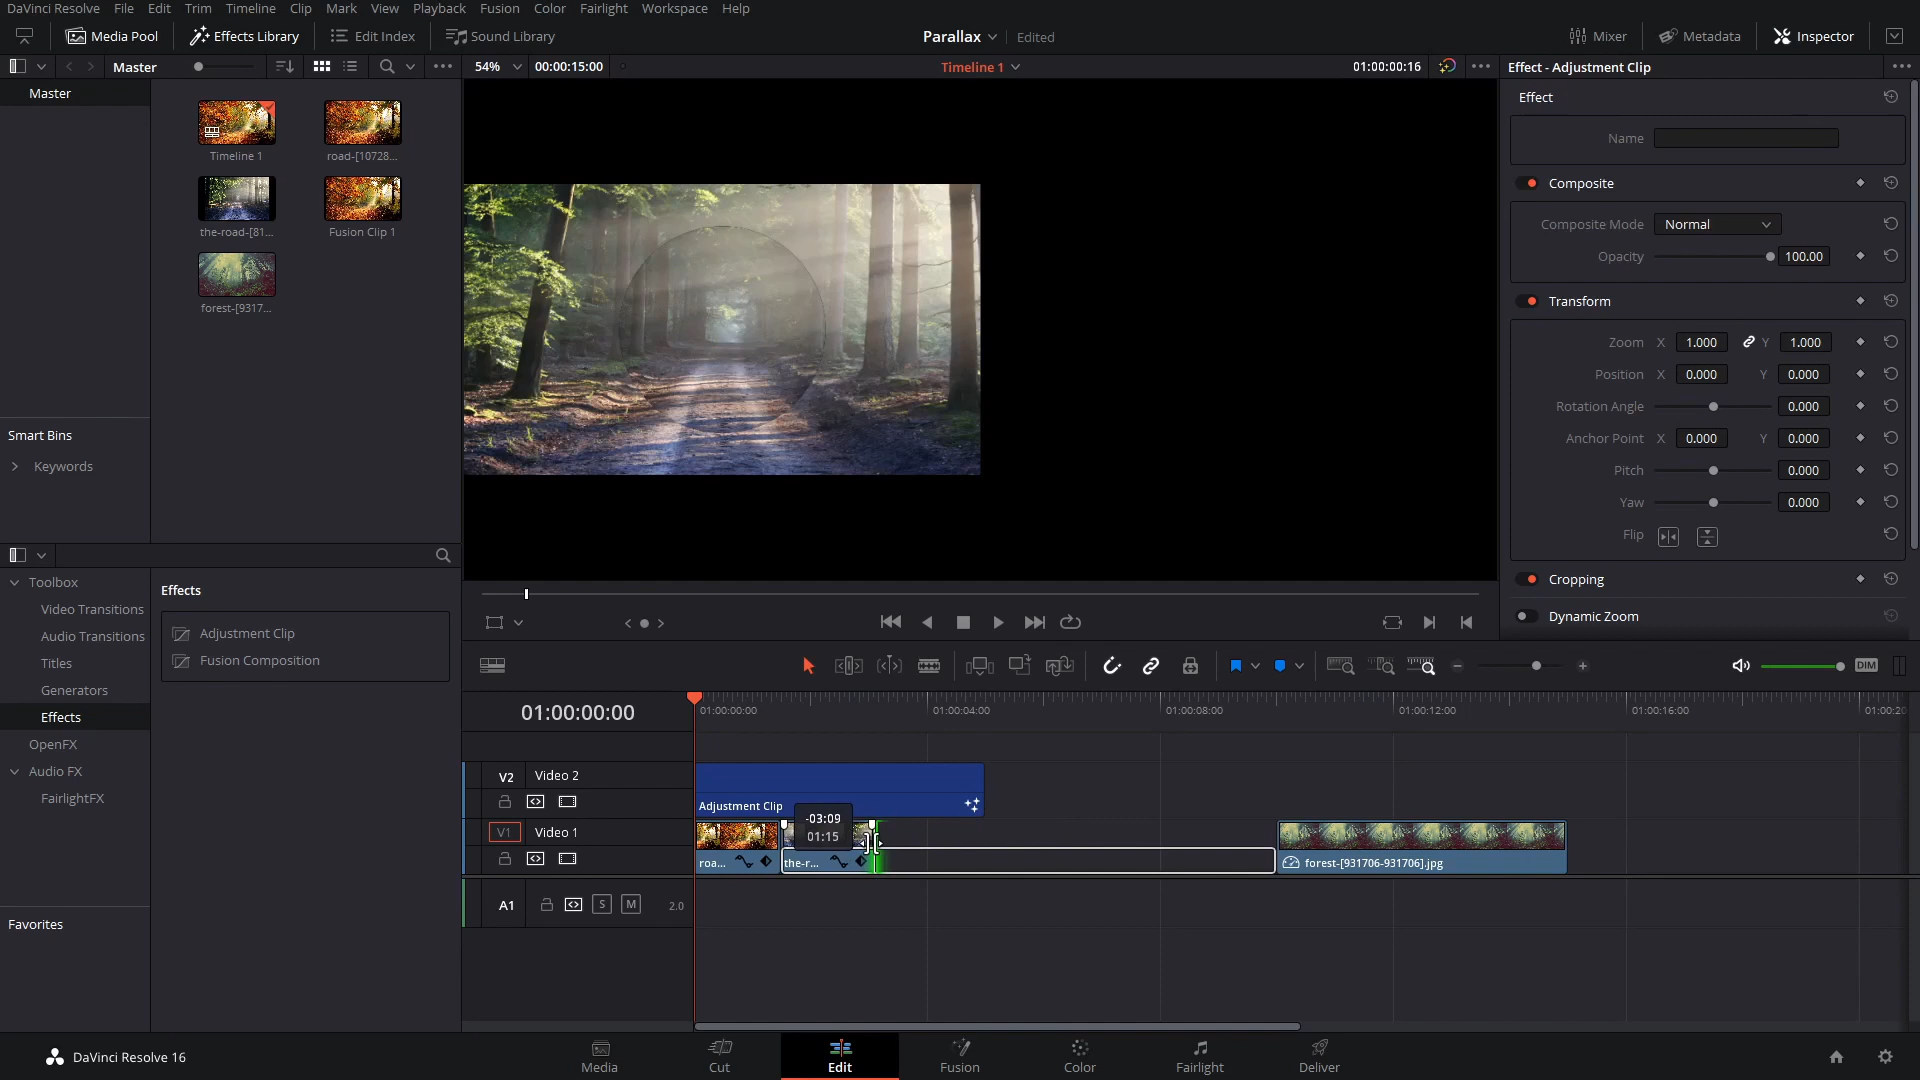 DaVinci Resolve File Edit Trim Timeline Clip Mark View Playback Fusion Color Fairlight Workspace Help
Media Pool Effects Library Edit Index Sound Library Parallax Edited Mixer Metadata Inspector
Master 54% 00:00:15:00 Timeline 1 01:00:00:16 Effect - Adjustment Clip
Master
Timeline 1 road-[10728...
the-road-[81... Fusion Clip 1
forest-[9317...
Smart Bins
Keywords
Effect
Name
Composite
Composite Mode Normal
Opacity 100.00
Transform
Zoom X 1.000 Y 1.000
Position X 0.000 Y 0.000
Rotation Angle 0.000
Anchor Point X 0.000 Y 0.000
Pitch 0.000
Yaw 0.000
Flip
Cropping
Dynamic Zoom
Toolbox
Video Transitions
Audio Transitions
Titles
Generators
Effects
OpenFX
Audio FX
FairlightFX
Favorites
Effects
Adjustment Clip
Fusion Composition
DIM
01:00:00:00 01:00:00:00 01:00:04:00 01:00:08:00 01:00:12:00 01:00:16:00 01:00:20
V2 Video 2
Adjustment Clip
-03:09
01:15
V1 Video 1
roa... the-r... forest-[931706-931706].jpg
A1 S M 2.0
DaVinci Resolve 16
Media Cut Edit Fusion Color Fairlight Deliver